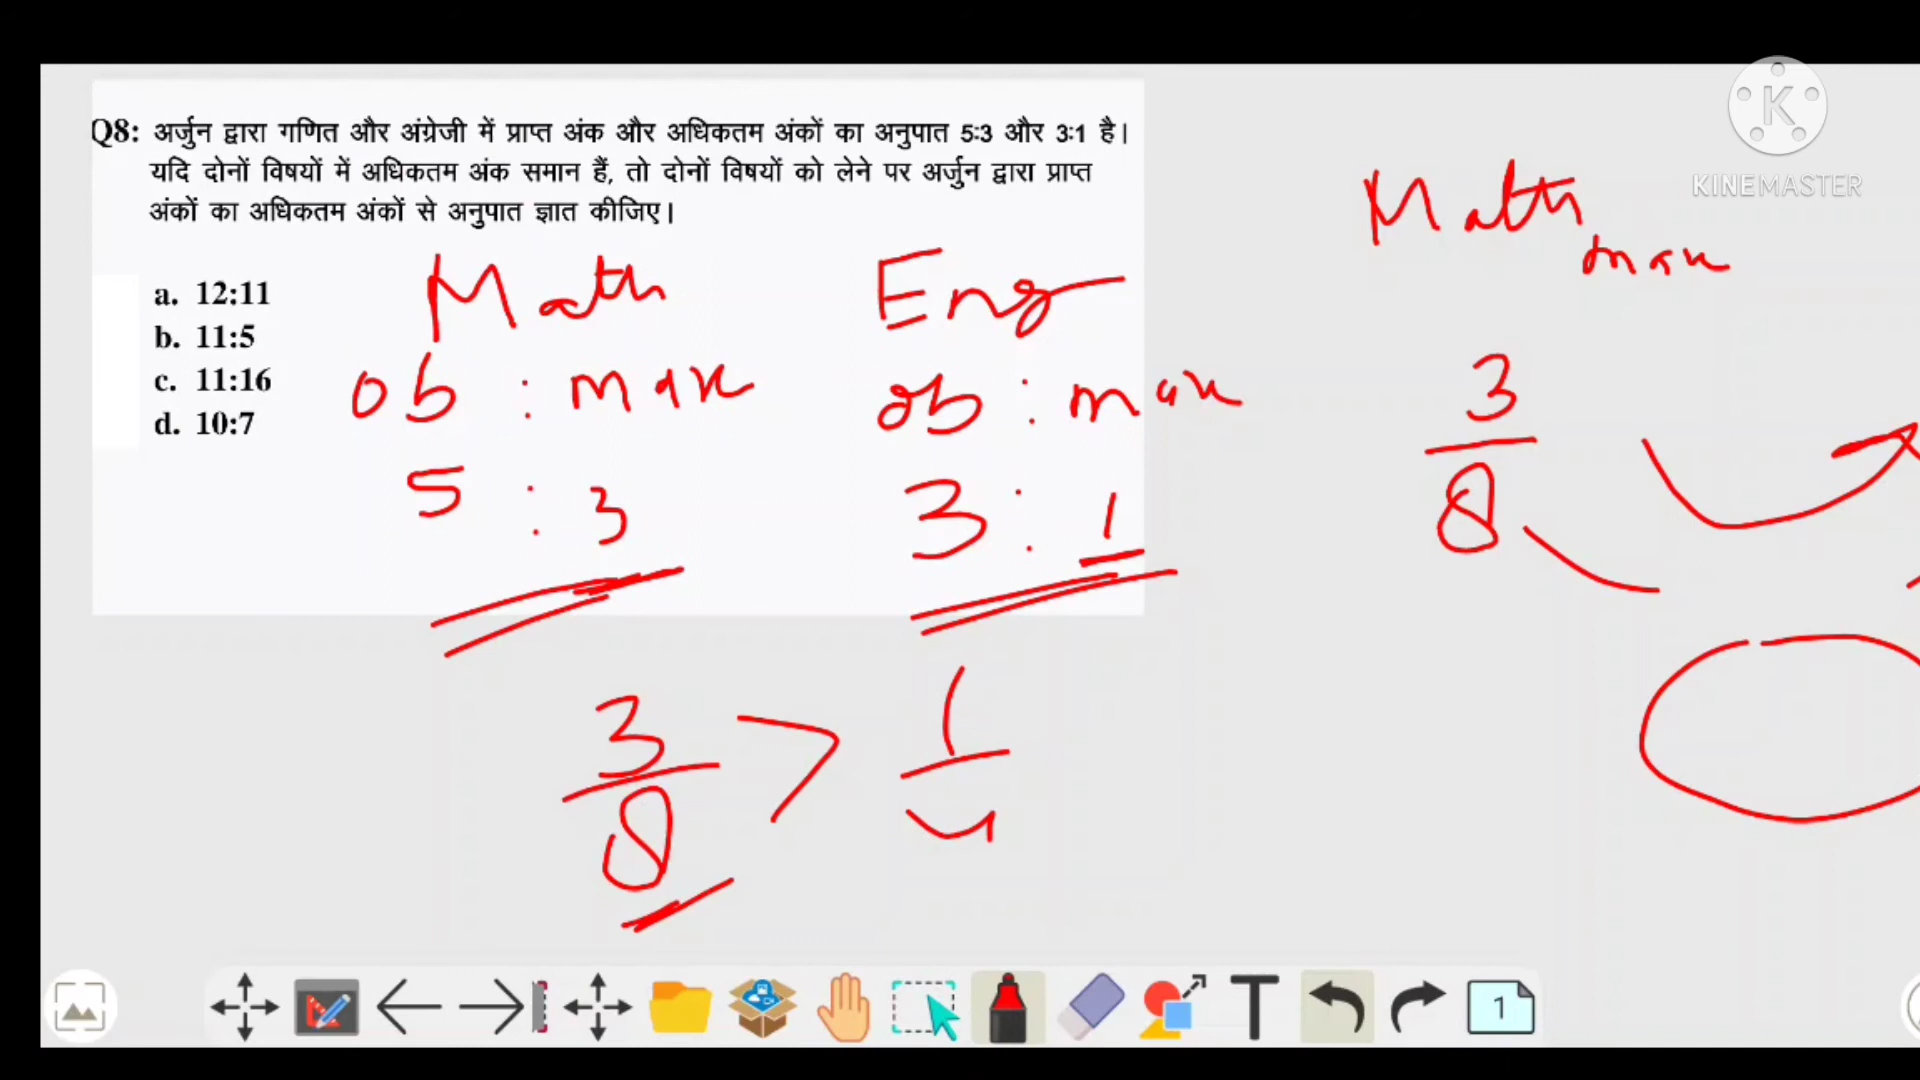 Q8: अर्जुन द्वारा गणित और अंग्रेजी में प्राप्त अंक और अधिकतम अंकों का अनुपात 5:3 और 3:1 है।
यदि दोनों विषयों में अधिकतम अंक समान हैं, तो दोनों विषयों को लेने पर अर्जुन द्वारा प्राप्त
अंकों का अधिकतम अंकों से अनुपात ज्ञात कीजिए।
a. 12:11
b. 11:5
c. 11:16
d. 10:7
Math
ob : max
5 : 3
Eng
ob : max
3 : 1
3/8 > 1/4
Math max
3/8
K
KINEMASTER
T
1